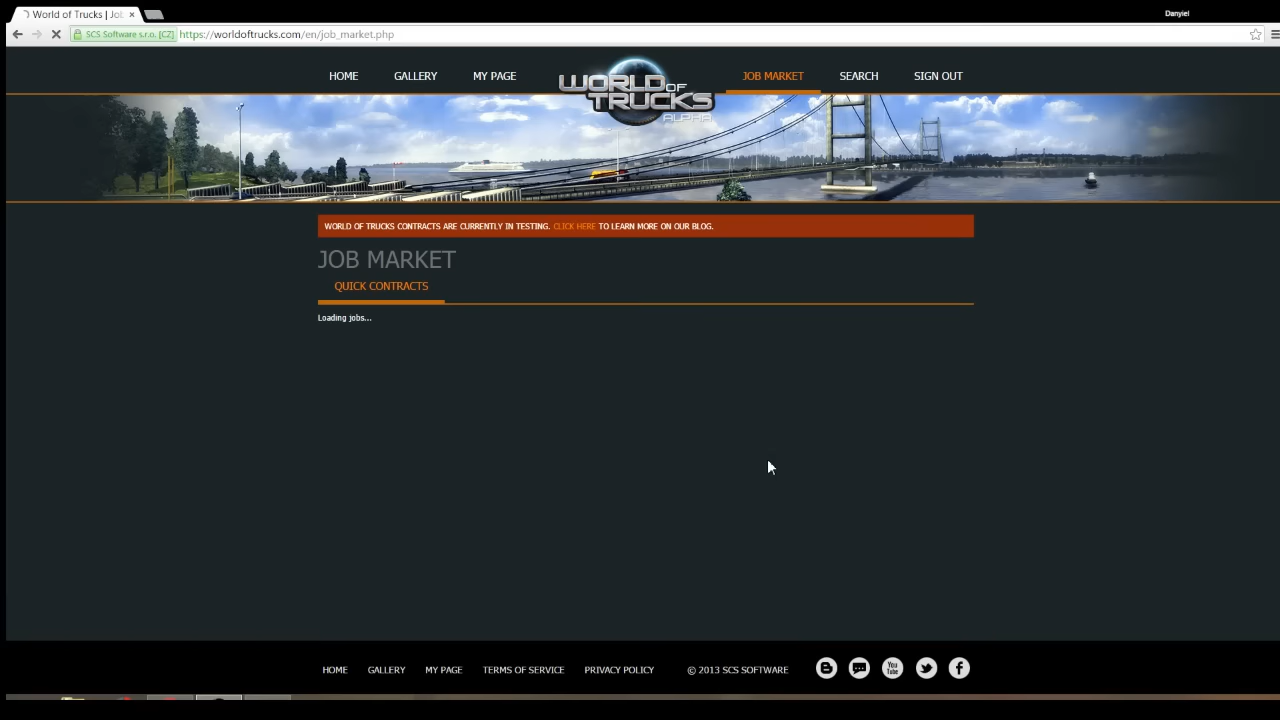 World of Trucks | Jo
Danyiel
SCS Software s.r.o. [CZ] https://worldoftrucks.com/en/job_market.php
HOME GALLERY MY PAGE WORLD OF TRUCKS ALPHA JOB MARKET SEARCH SIGN OUT
WORLD OF TRUCKS CONTRACTS ARE CURRENTLY IN TESTING. CLICK HERE TO LEARN MORE ON OUR BLOG.
JOB MARKET
QUICK CONTRACTS
Loading jobs...
HOME GALLERY MY PAGE TERMS OF SERVICE PRIVACY POLICY © 2013 SCS SOFTWARE You Tube